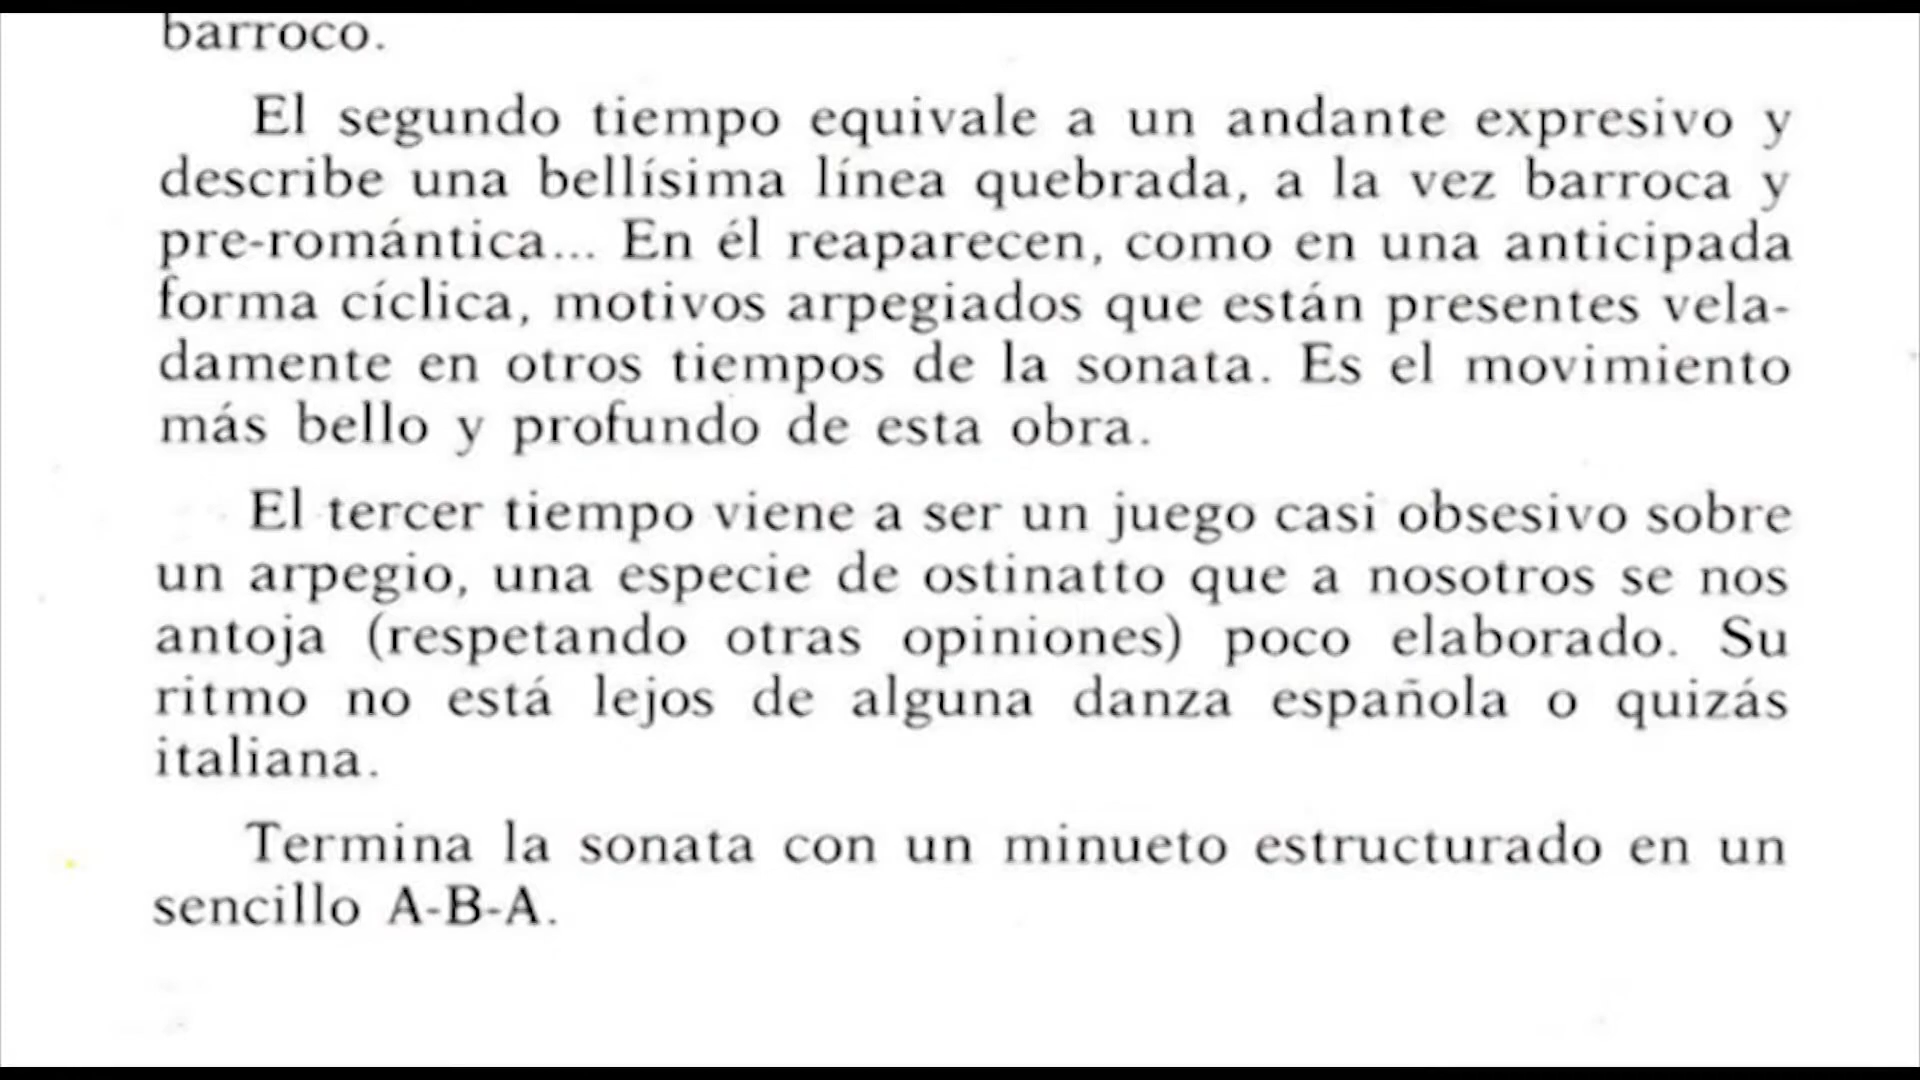 barroco.
El segundo tiempo equivale a un andante expresivo y
describe una bellísima línea quebrada, a la vez barroca y
pre-romántica... En él reaparecen, como en una anticipada
forma cíclica, motivos arpegiados que están presentes vela-
damente en otros tiempos de la sonata. Es el movimiento
más bello y profundo de esta obra.
El tercer tiempo viene a ser un juego casi obsesivo sobre
un arpegio, una especie de ostinatto que a nosotros se nos
antoja (respetando otras opiniones) poco elaborado. Su
ritmo no está lejos de alguna danza española o quizás
italiana.
Termina la sonata con un minueto estructurado en un
sencillo A-B-A.